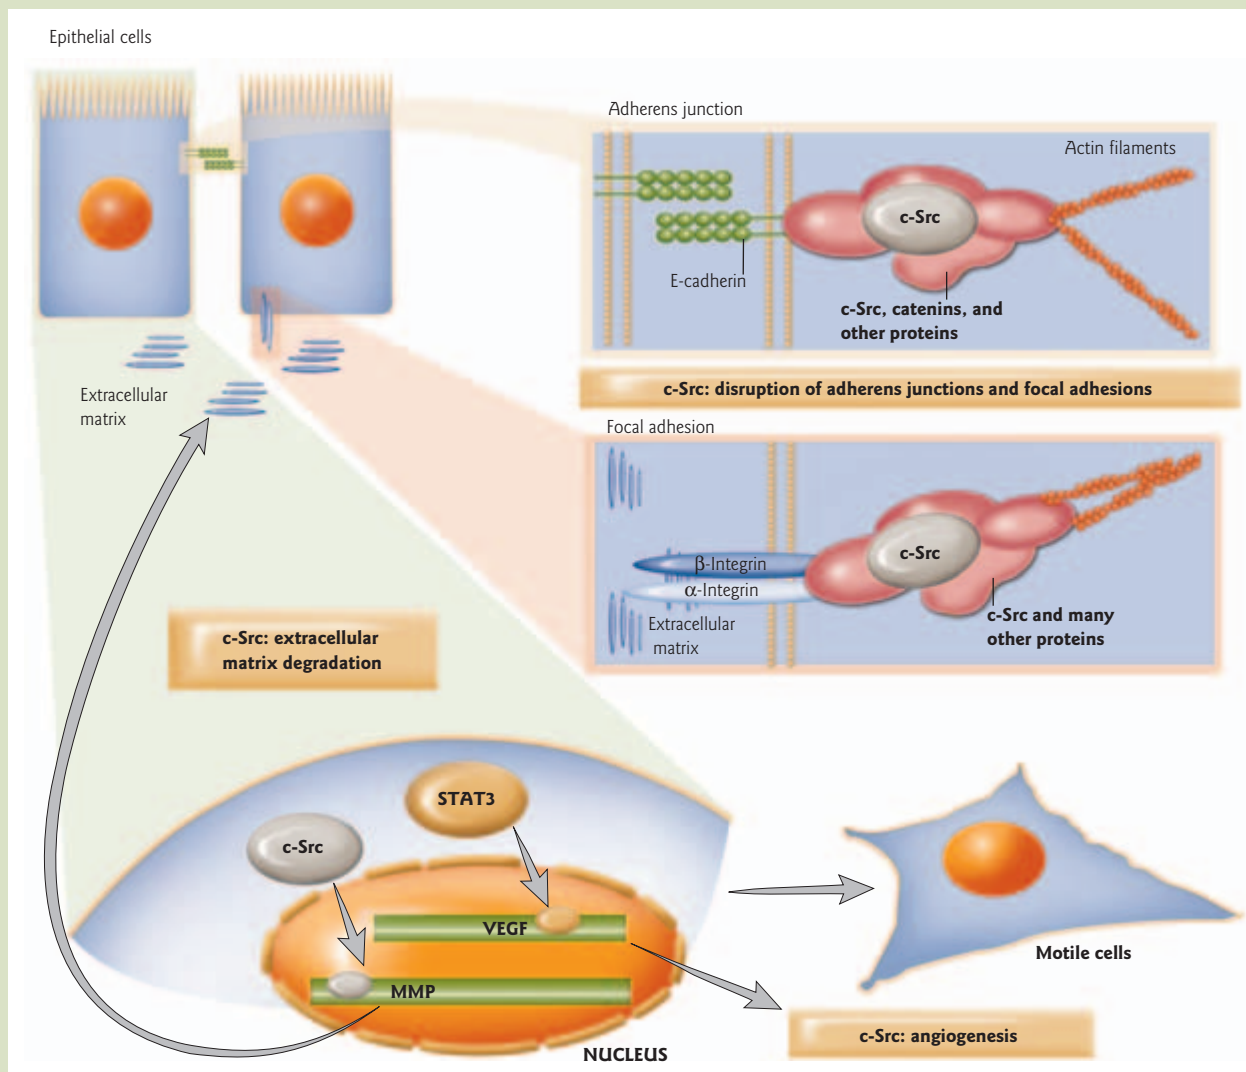 Epithelial cells
Adherens junction
Actin filaments
c-Src
E-cadherin
c-Src, catenins, and
other proteins
c-Src: disruption of adherens junctions and focal adhesions
Extracellular
matrix
Focal adhesion
c-Src
β-Integrin
α-Integrin
Extracellular
matrix
c-Src and many
other proteins
c-Src: extracellular
matrix degradation
STAT3
c-Src
VEGF
MMP
NUCLEUS
Motile cells
c-Src: angiogenesis